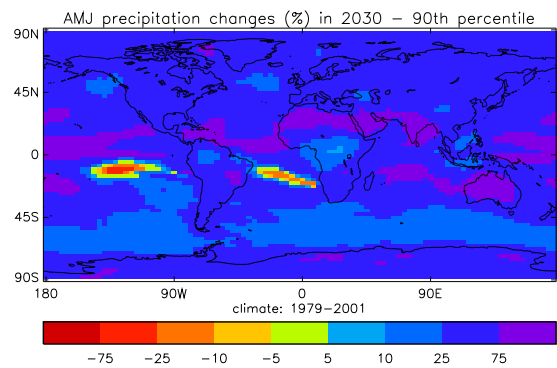 AMJ precipitation changes (%) in 2030 – 90th percentile
90N
45N
0
45S
90S
180 90W 0 90E
climate: 1979–2001
−75 −25 −10 −5 5 10 25 75